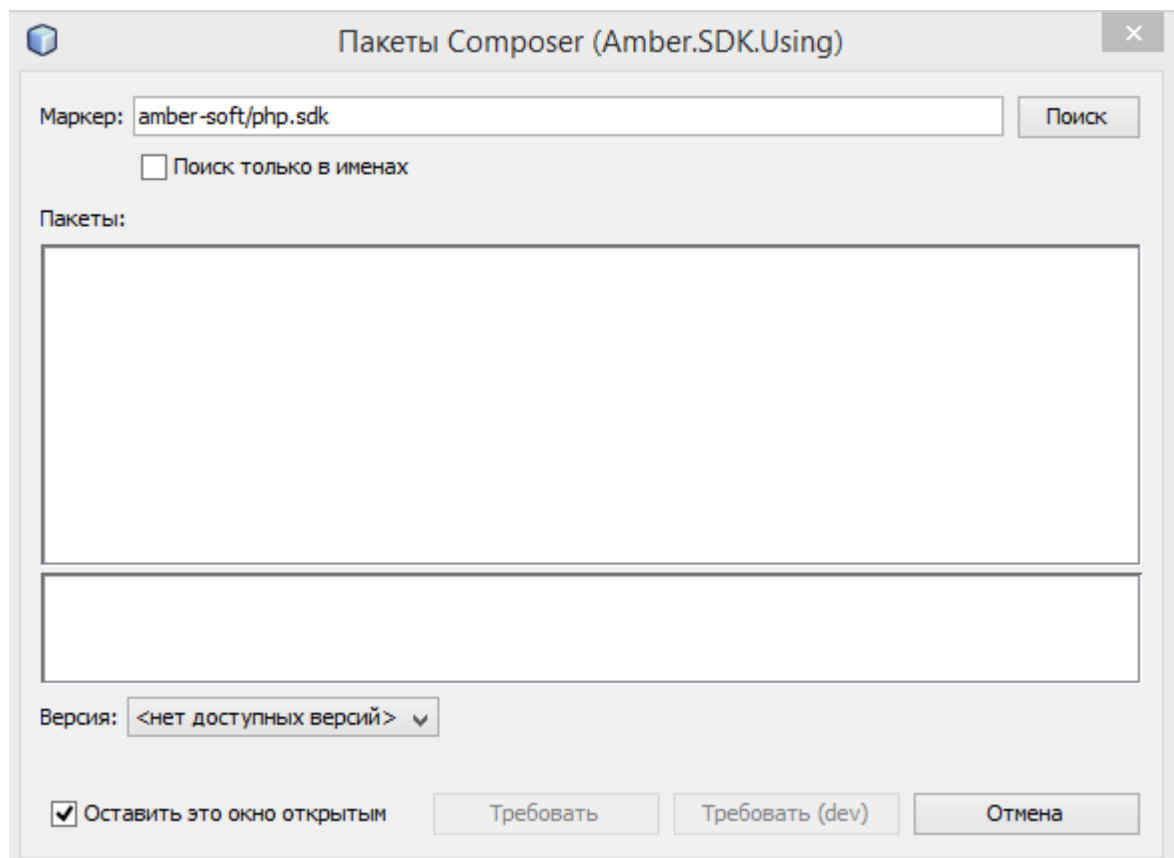 Пакеты Composer (Amber.SDK.Using)
Маркер: amber-soft/php.sdk Поиск
Поиск только в именах
Пакеты:
Версия: <нет доступных версий>
Оставить это окно открытым Требовать Требовать (dev) Отмена